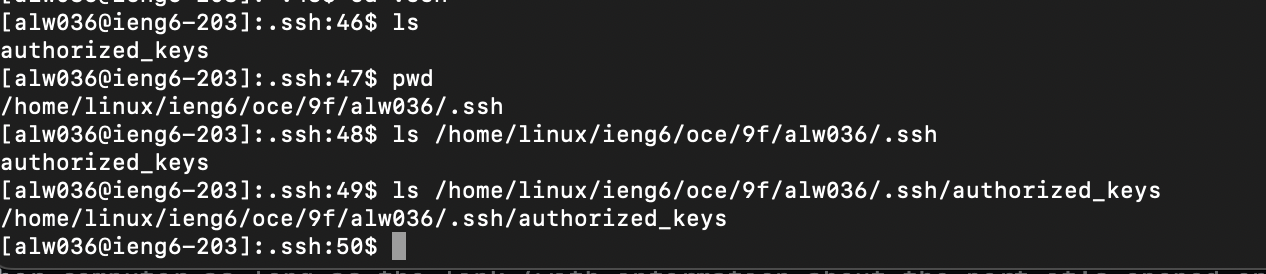 [alw036@ieng6-203]:.ssh:46$ ls
authorized_keys
[alw036@ieng6-203]:.ssh:47$ pwd
/home/linux/ieng6/oce/9f/alw036/.ssh
[alw036@ieng6-203]:.ssh:48$ ls /home/linux/ieng6/oce/9f/alw036/.ssh
authorized_keys
[alw036@ieng6-203]:.ssh:49$ ls /home/linux/ieng6/oce/9f/alw036/.ssh/authorized_keys
/home/linux/ieng6/oce/9f/alw036/.ssh/authorized_keys
[alw036@ieng6-203]:.ssh:50$